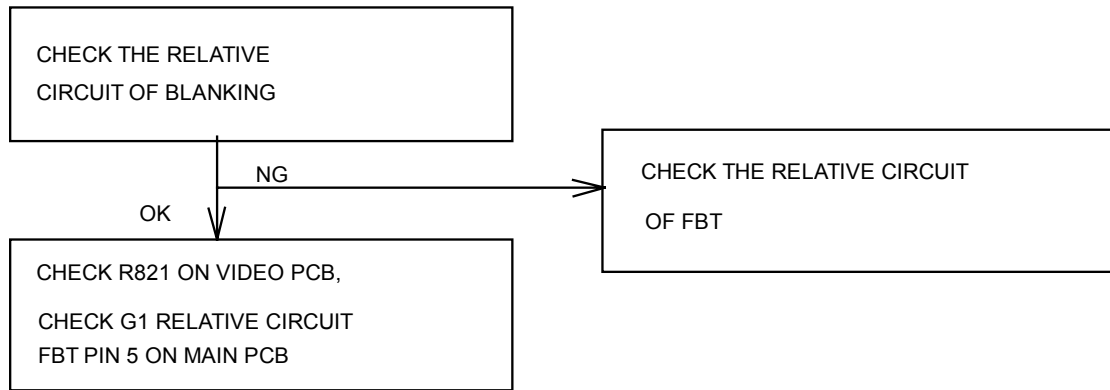 CHECK THE RELATIVE
CIRCUIT OF BLANKING
NG
CHECK THE RELATIVE CIRCUIT
OF FBT
OK
CHECK R821 ON VIDEO PCB,
CHECK G1 RELATIVE CIRCUIT
FBT PIN 5 ON MAIN PCB